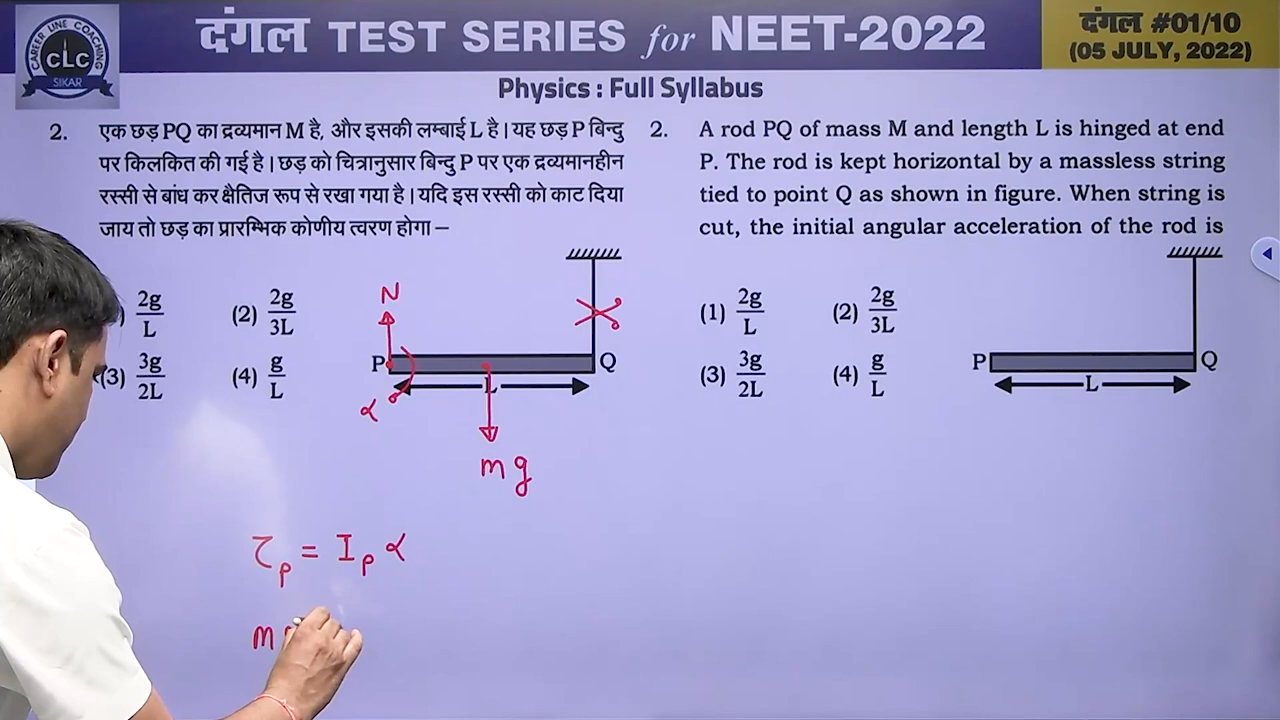 दंगल TEST SERIES for NEET-2022
दंगल #01/10
(05 JULY, 2022)
CAREER LINE COACHING
CLC
SIKAR
Physics : Full Syllabus
2. एक छड़ PQ का द्रव्यमान M है, और इसकी लम्बाई L है। यह छड़ P बिन्दु
पर किलकित की गई है। छड़ को चित्रानुसार बिन्दु P पर एक द्रव्यमानहीन
रस्सी से बांध कर क्षैतिज रूप से रखा गया है। यदि इस रस्सी को काट दिया
जाय तो छड़ का प्रारम्भिक कोणीय त्वरण होगा –
) 2g/L (2) 2g/3L
(3) 3g/2L (4) g/L
N
P Q
L
α
mg
τp = Ip α
m
2. A rod PQ of mass M and length L is hinged at end
P. The rod is kept horizontal by a massless string
tied to point Q as shown in figure. When string is
cut, the initial angular acceleration of the rod is
(1) 2g/L (2) 2g/3L
(3) 3g/2L (4) g/L
P Q
L